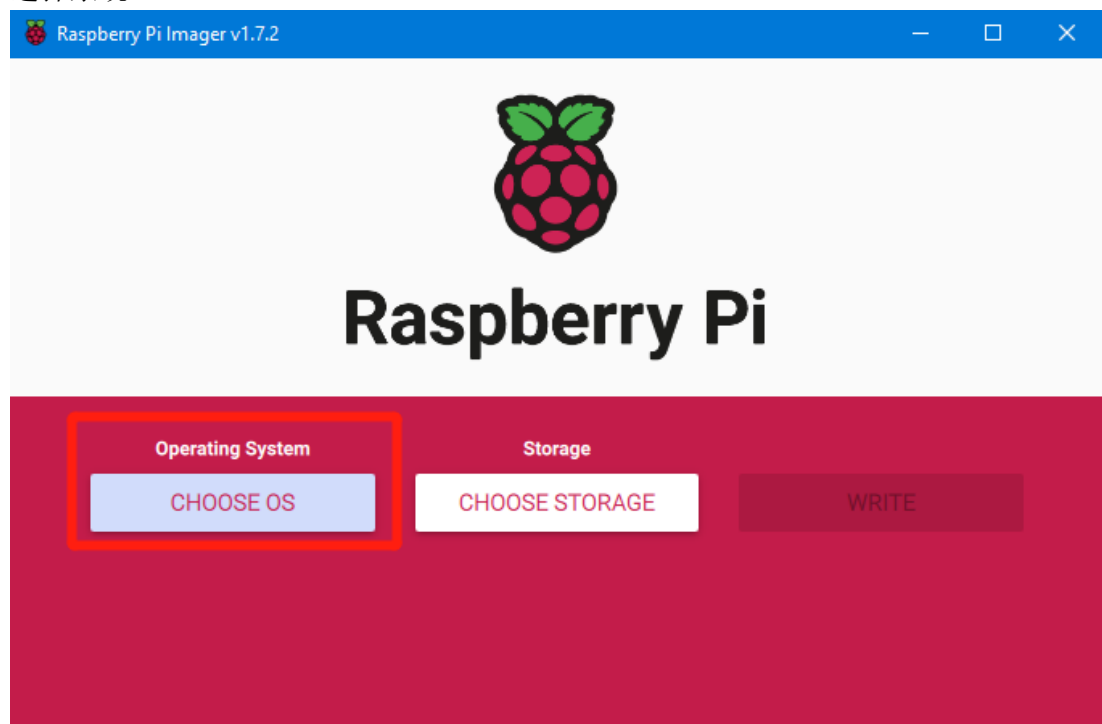 Raspberry Pi Imager v1.7.2
Raspberry Pi
Operating System
Storage
CHOOSE OS
CHOOSE STORAGE
WRITE